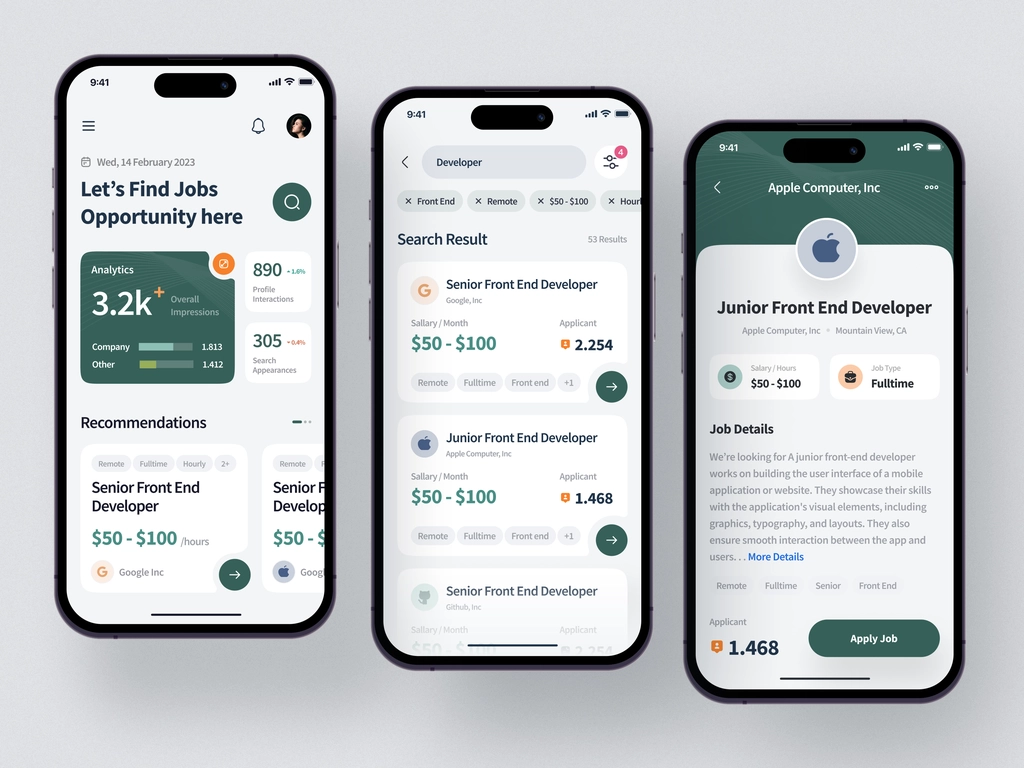 9:41
Wed, 14 February 2023
Let's Find Jobs
Opportunity here
Analytics
3.2k+
Overall
Impressions
Company 1.813
Other 1.412
890 1.6%
Profile
Interactions
305 0.4%
Search
Appearances
Recommendations
Remote Fulltime Hourly 2+
Senior Front End
Developer
$50 - $100 /hours
G Google Inc
Remote F
Senior F
Develop
$50 - $
Googl
9:41
Developer
4
× Front End × Remote × $50 - $100 × Hourl
Search Result 53 Results
G
Senior Front End Developer
Google, Inc
Sallary / Month Applicant
$50 - $100 2.254
Remote Fulltime Front end +1
Junior Front End Developer
Apple Computer, Inc
Sallary / Month Applicant
$50 - $100 1.468
Remote Fulltime Front end +1
Senior Front End Developer
Github, Inc
Sallary / Month Applicant
$50 - $100 2.254
9:41
Apple Computer, Inc
Junior Front End Developer
Apple Computer, Inc Mountain View, CA
Salary / Hours
$50 - $100
Job Type
Fulltime
Job Details
We're looking for A junior front-end developer
works on building the user interface of a mobile
application or website. They showcase their skills
with the application's visual elements, including
graphics, typography, and layouts. They also
ensure smooth interaction between the app and
users. . . More Details
Remote Fulltime Senior Front End
Applicant
1.468
Apply Job